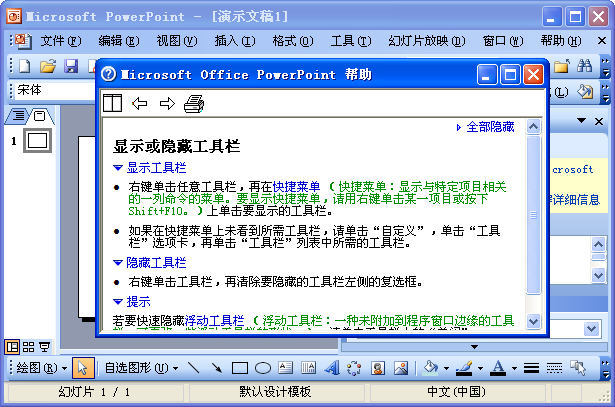 Microsoft PowerPoint - [演示文稿1]
文件(F) 编辑(E) 视图(V) 插入(I) 格式(O) 工具(T) 幻灯片放映(D) 窗口(W) 帮助(H)
宋体
(L)
Microsoft Office PowerPoint 帮助
全部隐藏
显示或隐藏工具栏
显示工具栏
右键单击任意工具栏，再在快捷菜单 （快捷菜单：显示与特定项目相关
的一列命令的菜单。要显示快捷菜单，请用右键单击某一项目或按下
Shift+F10。）上单击要显示的工具栏。
如果在快捷菜单上未看到所需工具栏，请单击“自定义”，单击“工具
栏”选项卡，再单击“工具栏”列表中所需的工具栏。
隐藏工具栏
右键单击工具栏，再清除要隐藏的工具栏左侧的复选框。
提示
若要快速隐藏浮动工具栏 （浮动工具栏：一种未附加到程序窗口边缘的工具
1
crosoft
详细信息
绘图(R) 自选图形(U)
幻灯片 1 / 1 默认设计模板 中文(中国)